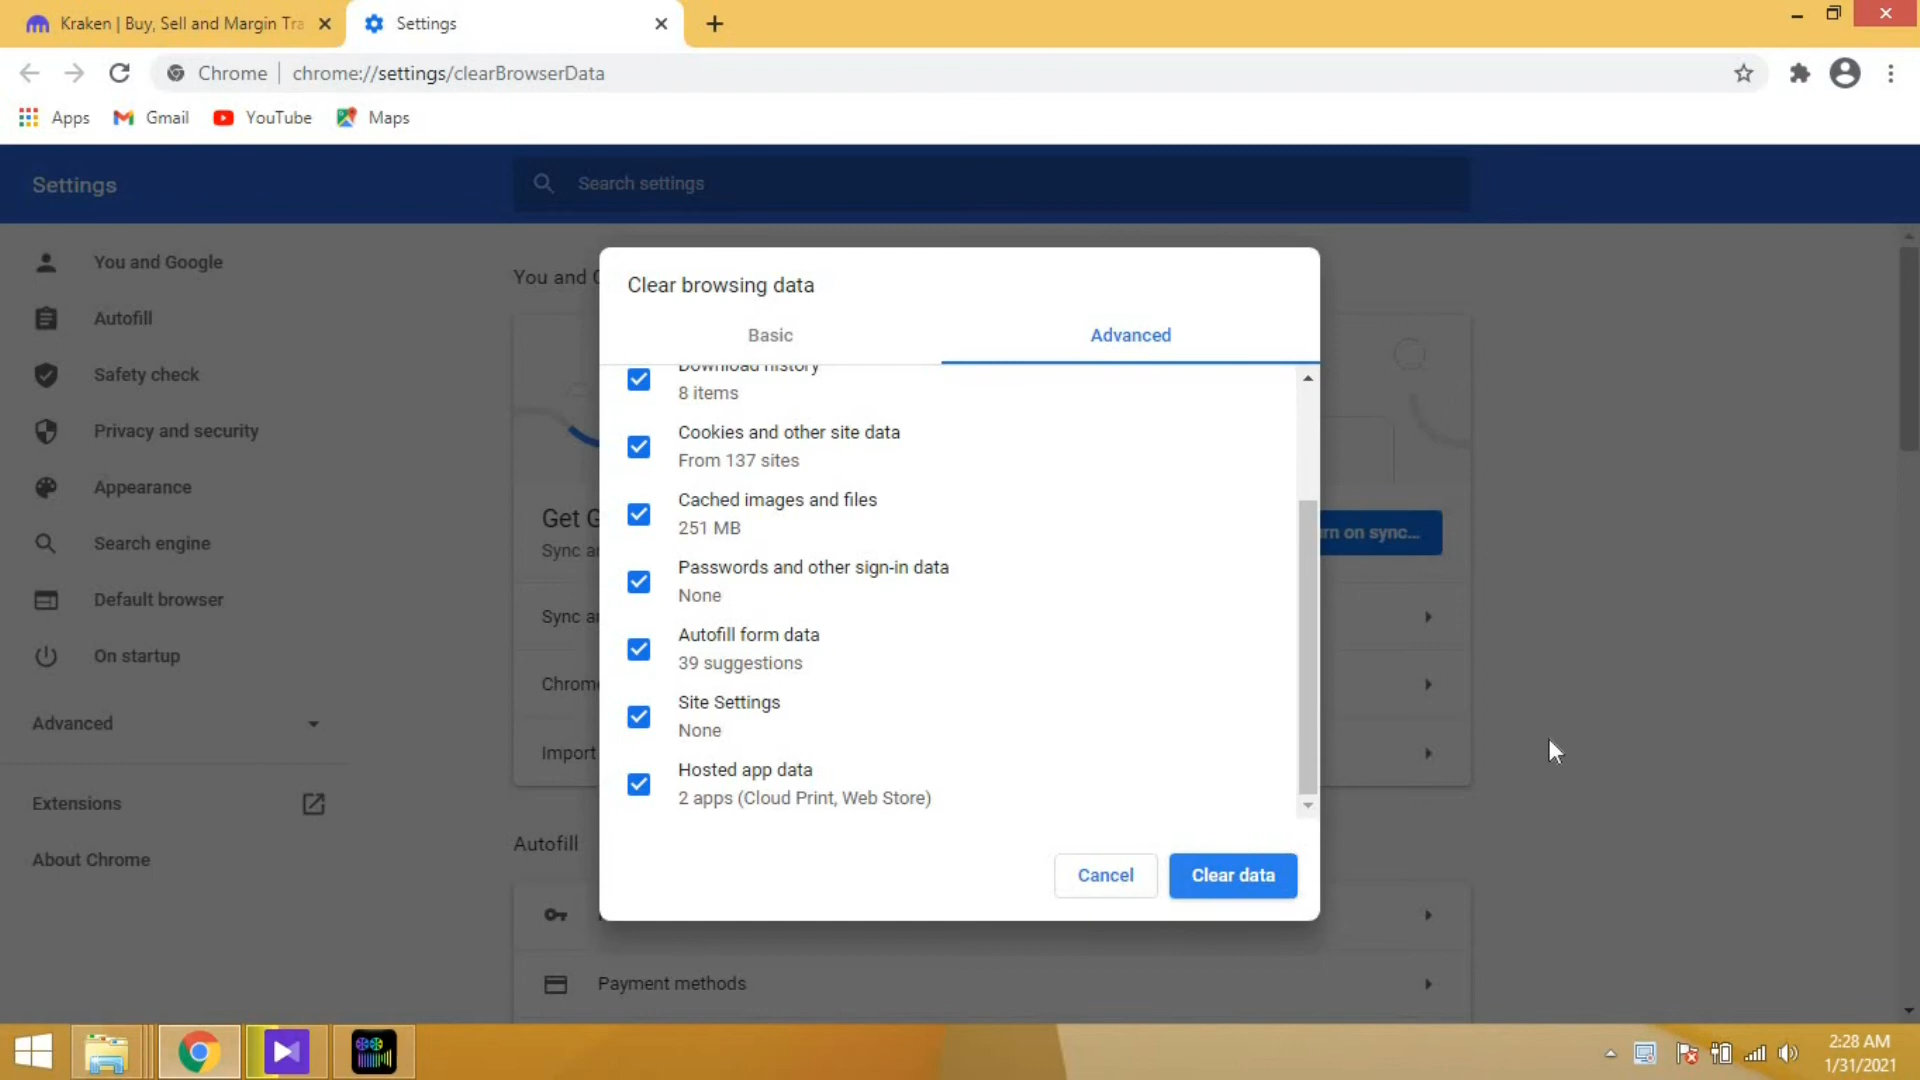 Kraken | Buy, Sell and Margin Tra
Settings
Chrome
chrome://settings/clearBrowserData
Apps
Gmail
YouTube
Maps
Settings
Search settings
You and Google
Autofill
Safety check
Privacy and security
Appearance
Search engine
Default browser
On startup
Advanced
Extensions
About Chrome
You and G
Get G
Sync a
rn on sync...
Sync a
Chrom
Import
Autofill
Payment methods
Clear browsing data
Basic
Advanced
Download history
8 items
Cookies and other site data
From 137 sites
Cached images and files
251 MB
Passwords and other sign-in data
None
Autofill form data
39 suggestions
Site Settings
None
Hosted app data
2 apps (Cloud Print, Web Store)
Cancel
Clear data
2:28 AM
1/31/2021